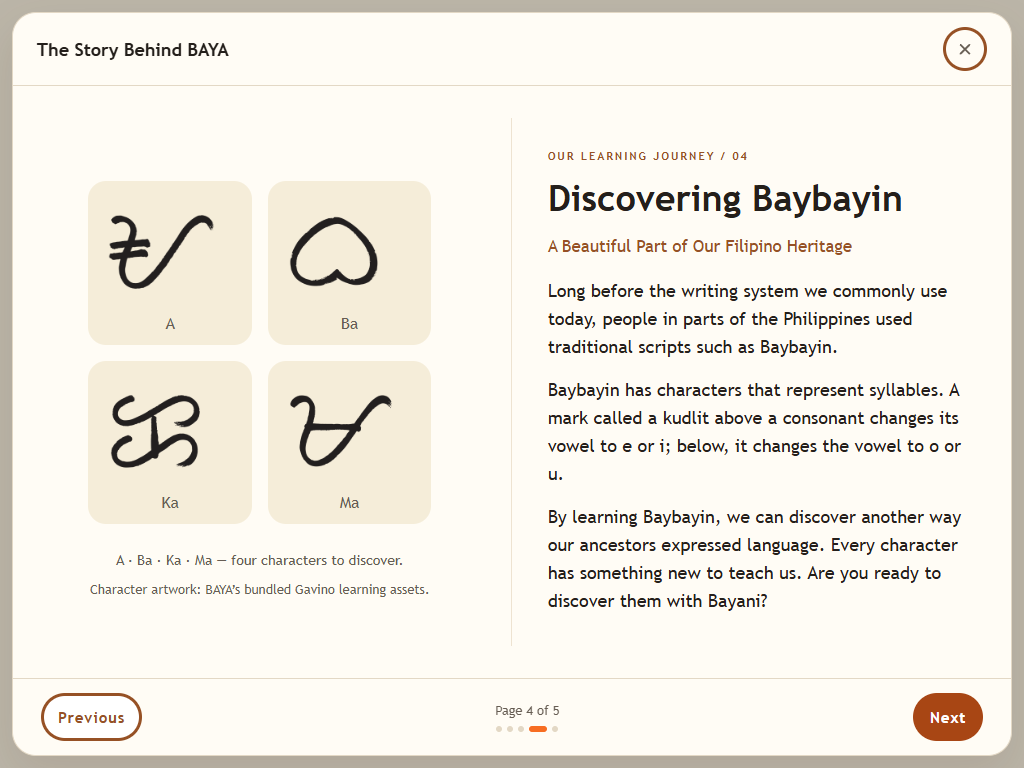 The Story Behind BAYA
ᜀ
A
ᜊ
Ba
ᜃ
Ka
ᜋ
Ma
A · Ba · Ka · Ma — four characters to discover.
Character artwork: BAYA's bundled Gavino learning assets.
OUR LEARNING JOURNEY / 04
Discovering Baybayin
A Beautiful Part of Our Filipino Heritage
Long before the writing system we commonly use
today, people in parts of the Philippines used
traditional scripts such as Baybayin.
Baybayin has characters that represent syllables. A
mark called a kudlit above a consonant changes its
vowel to e or i; below, it changes the vowel to o or
u.
By learning Baybayin, we can discover another way
our ancestors expressed language. Every character
has something new to teach us. Are you ready to
discover them with Bayani?
Previous
Page 4 of 5
Next